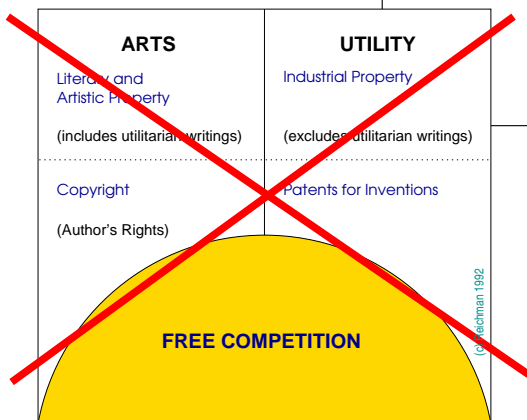 ARTS
Literary and
Artistic Property
(includes utilitarian writings)
Copyright
(Author's Rights)
UTILITY
Industrial Property
(excludes utilitarian writings)
Patents for Inventions
FREE COMPETITION
(c) Reichman 1992